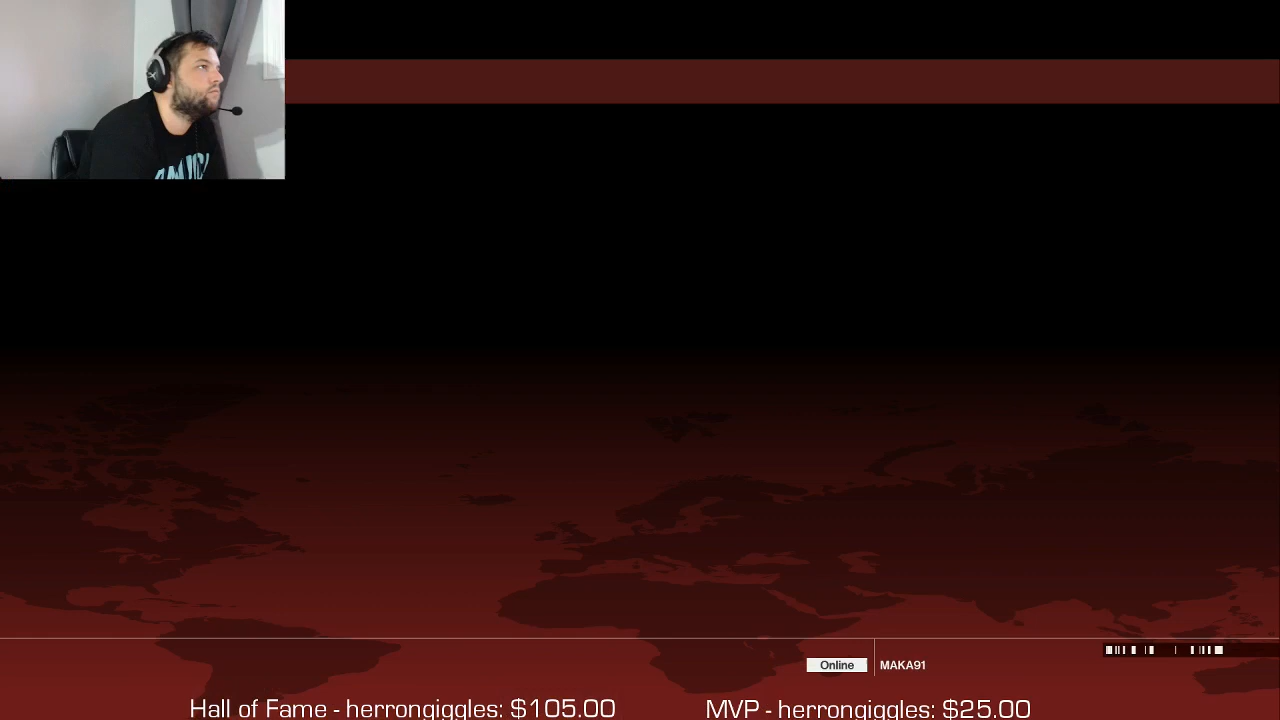 Online
MAKA91
Hall of Fame - herrongiggles: $105.00
MVP - herrongiggles: $25.00